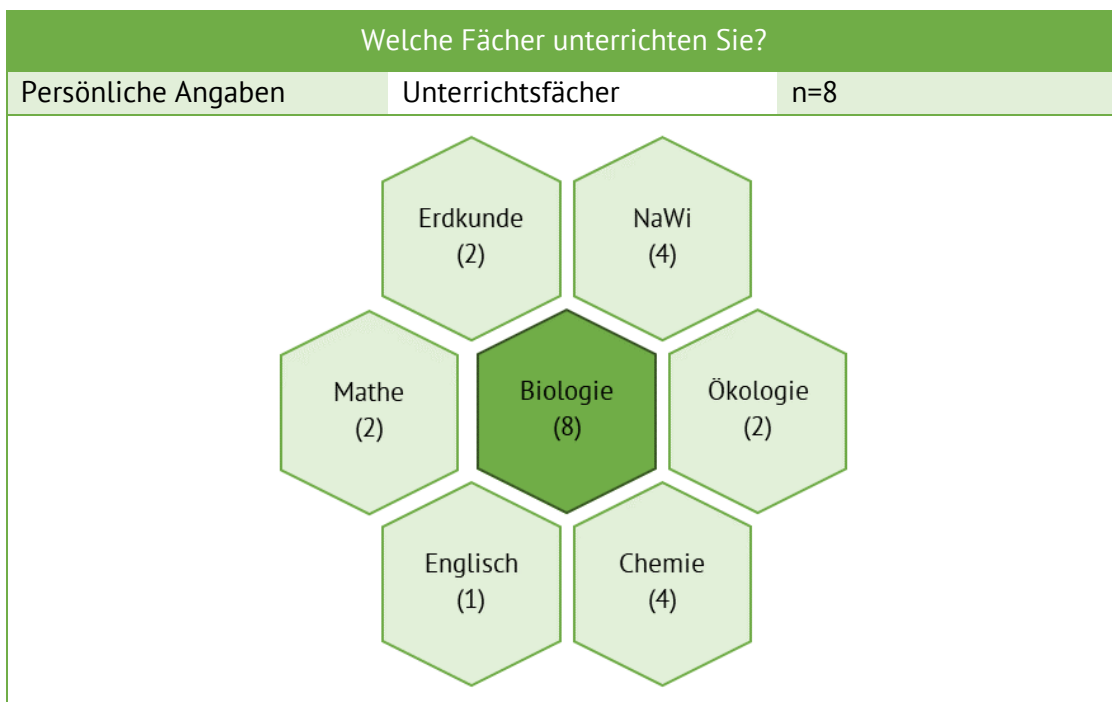 Welche Fächer unterrichten Sie?
Persönliche Angaben Unterrichtsfächer n=8
Erdkunde
(2)
NaWi
(4)
Mathe
(2)
Biologie
(8)
Ökologie
(2)
Englisch
(1)
Chemie
(4)